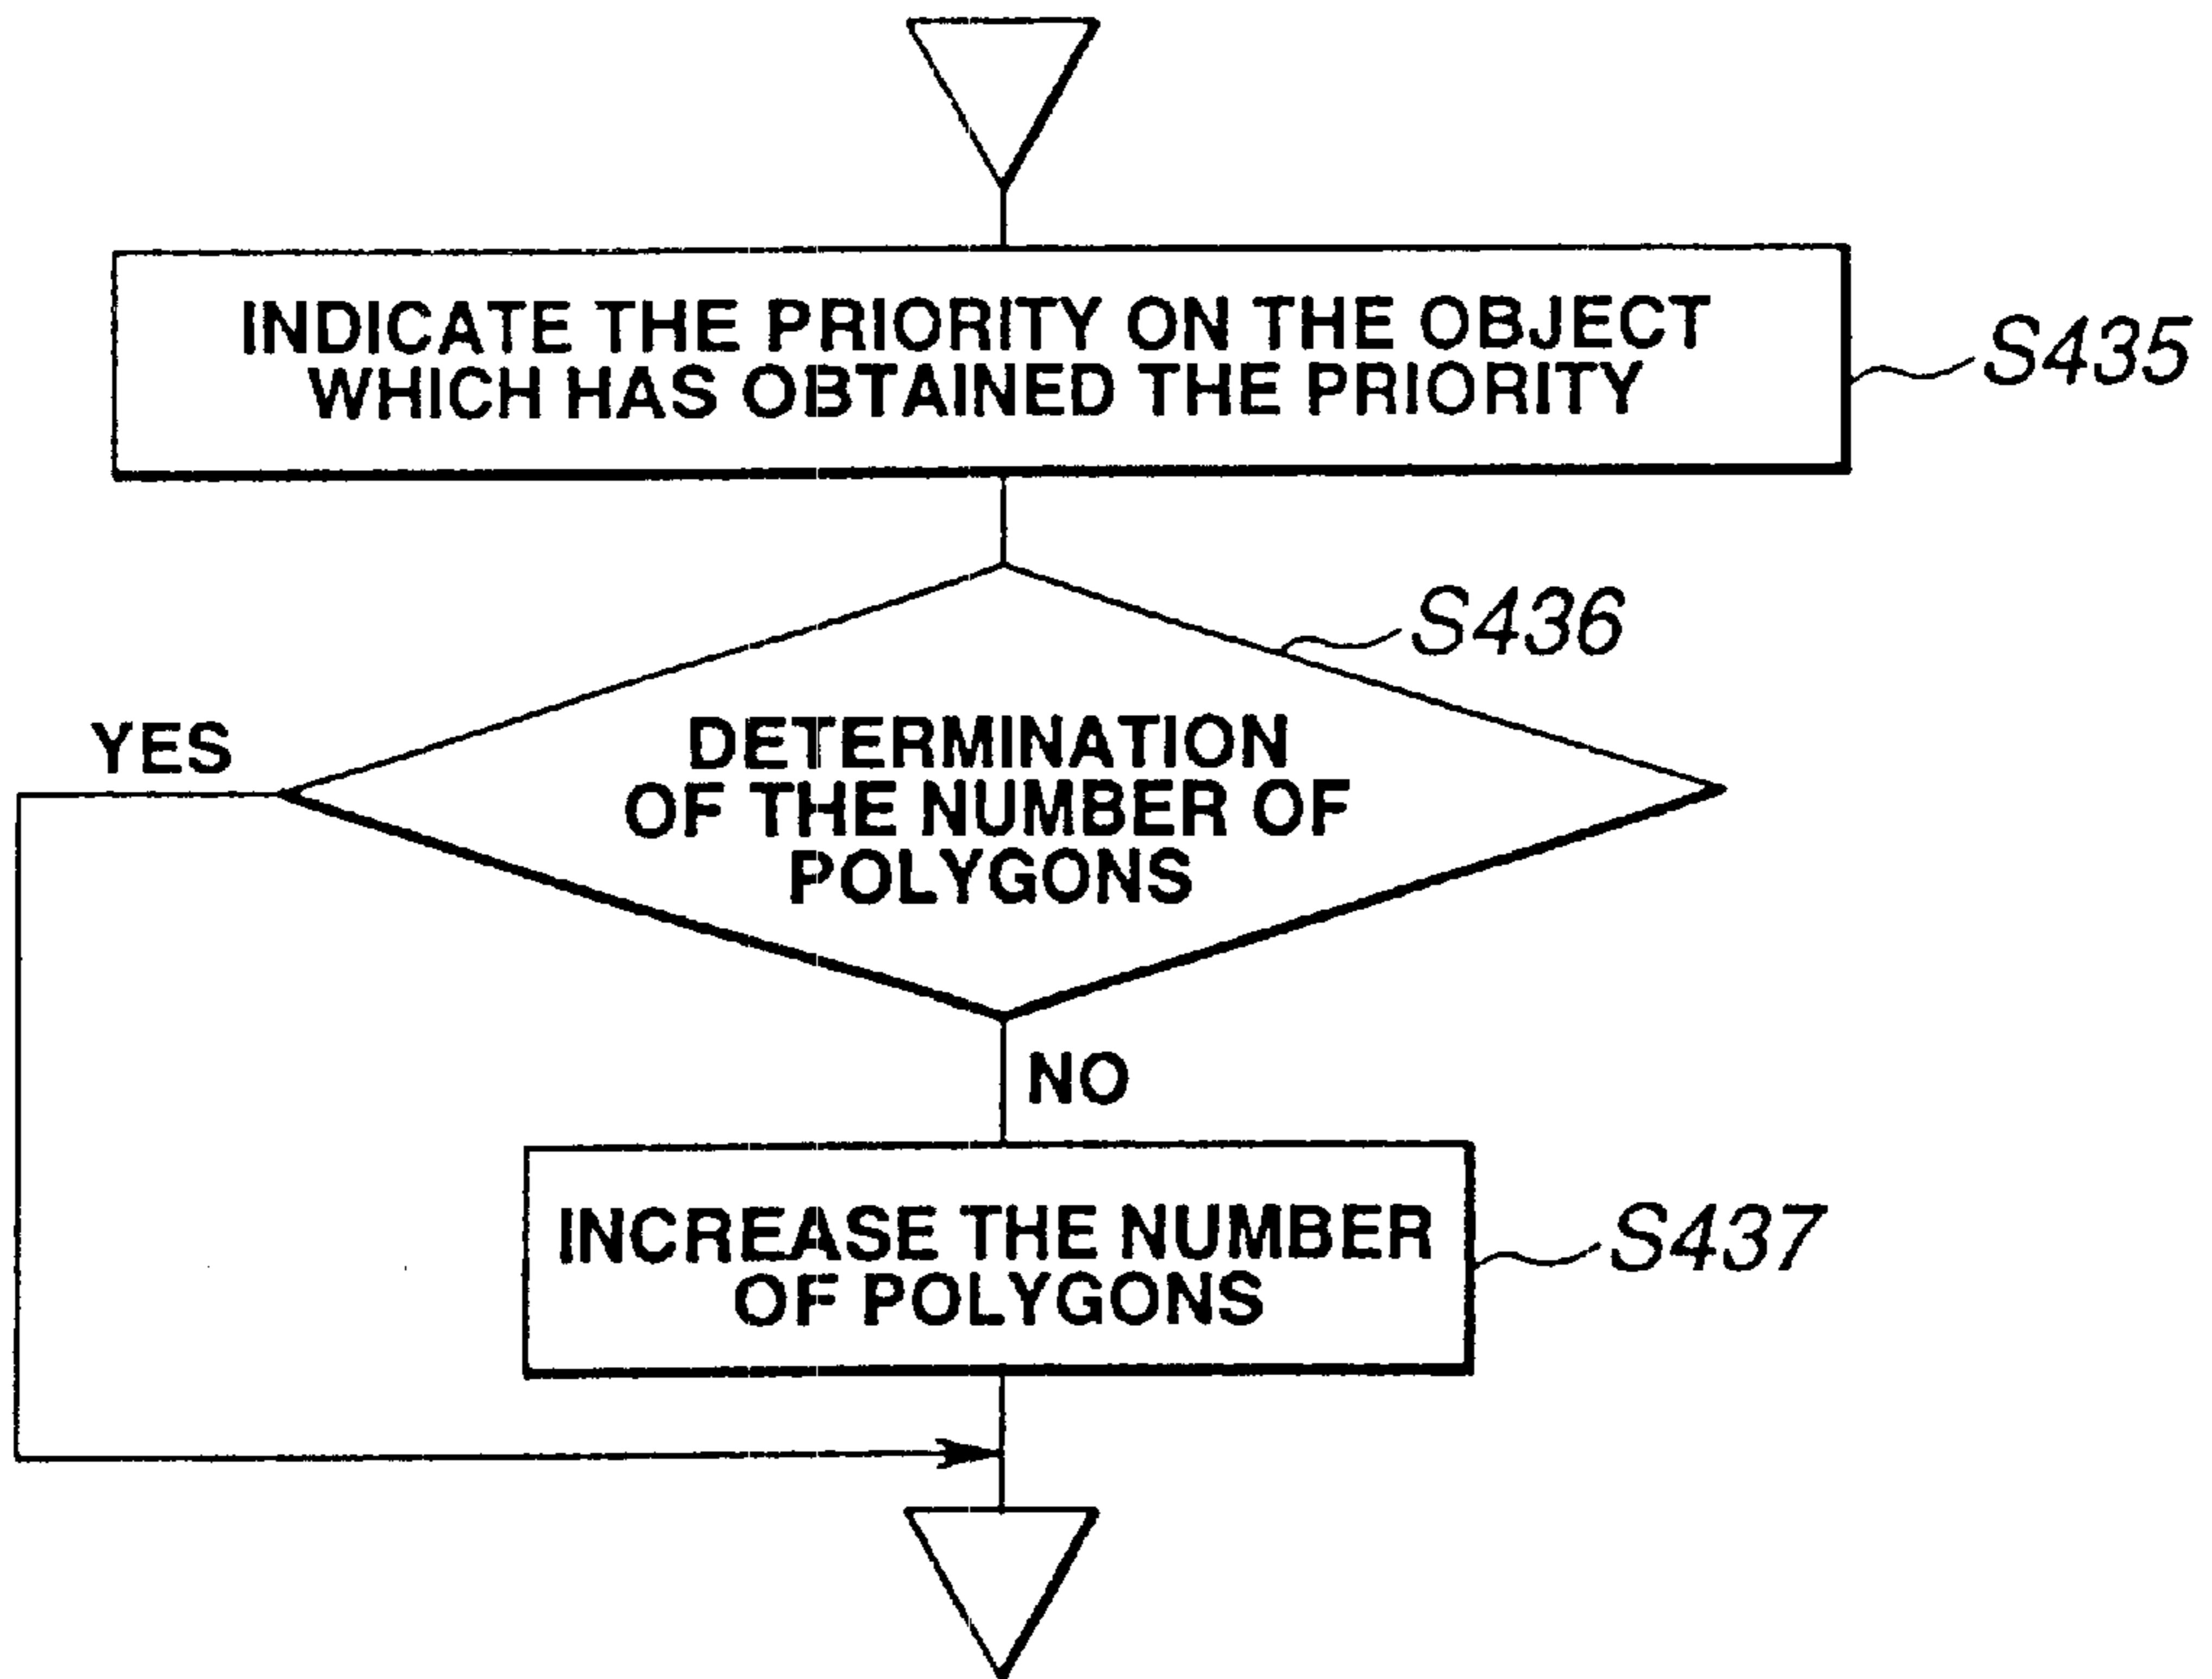 INDICATE THE PRIORITY ON THE OBJECT
WHICH HAS OBTAINED THE PRIORITY
S435
S436
YES
DETERMINATION
OF THE NUMBER OF
POLYGONS
NO
INCREASE THE NUMBER
OF POLYGONS
S437